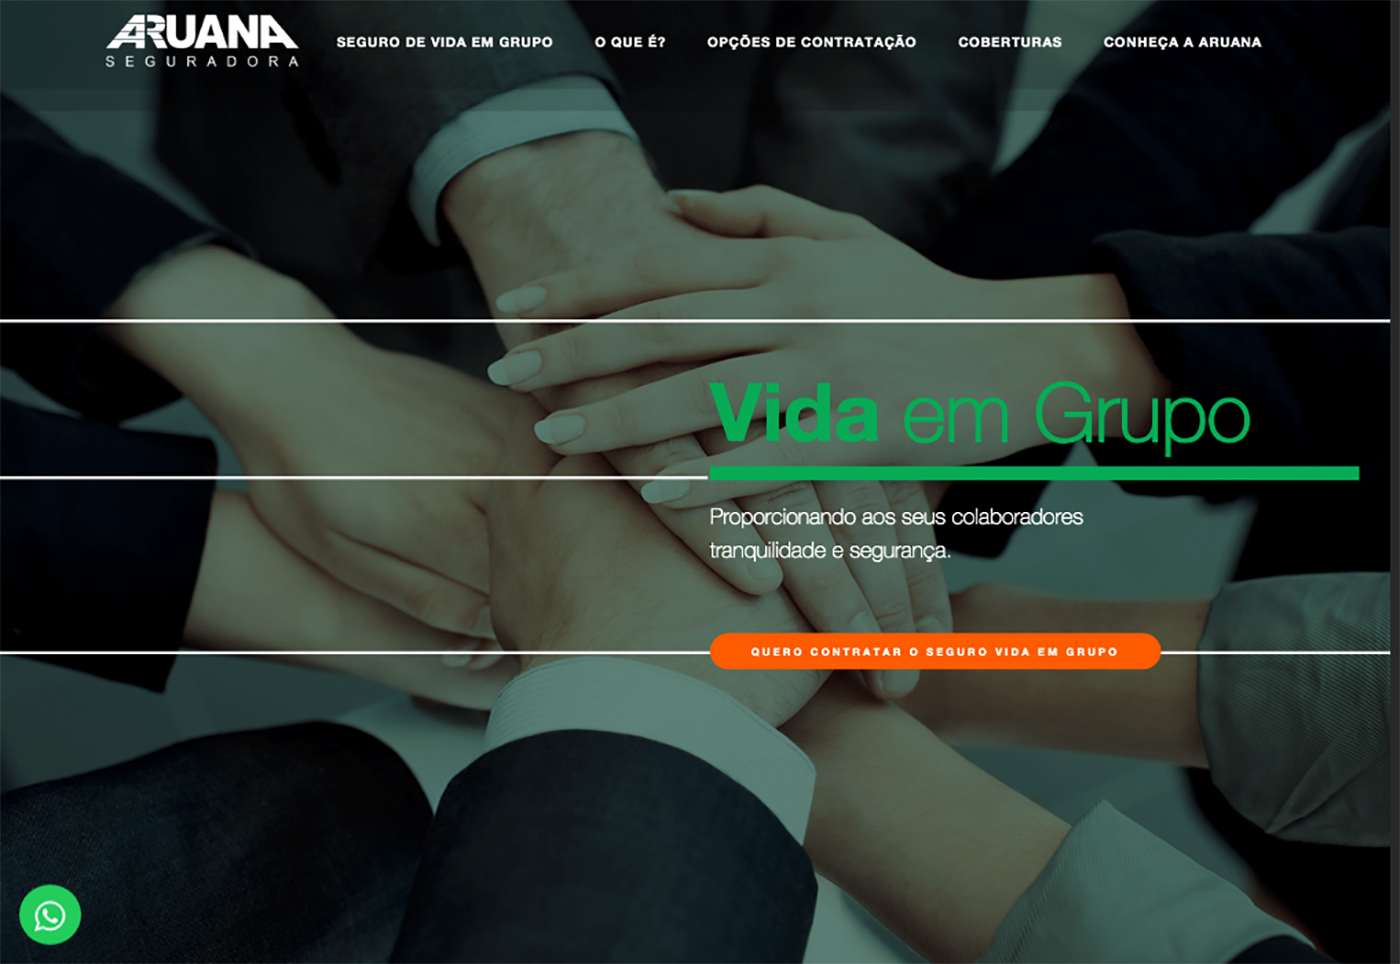 ARUANA
SEGURADORA
SEGURO DE VIDA EM GRUPO
O QUE É?
OPÇÕES DE CONTRATAÇÃO
COBERTURAS
CONHEÇA A ARUANA
Vida em Grupo
Proporcionando aos seus colaboradores
tranquilidade e segurança.
QUERO CONTRATAR O SEGURO VIDA EM GRUPO